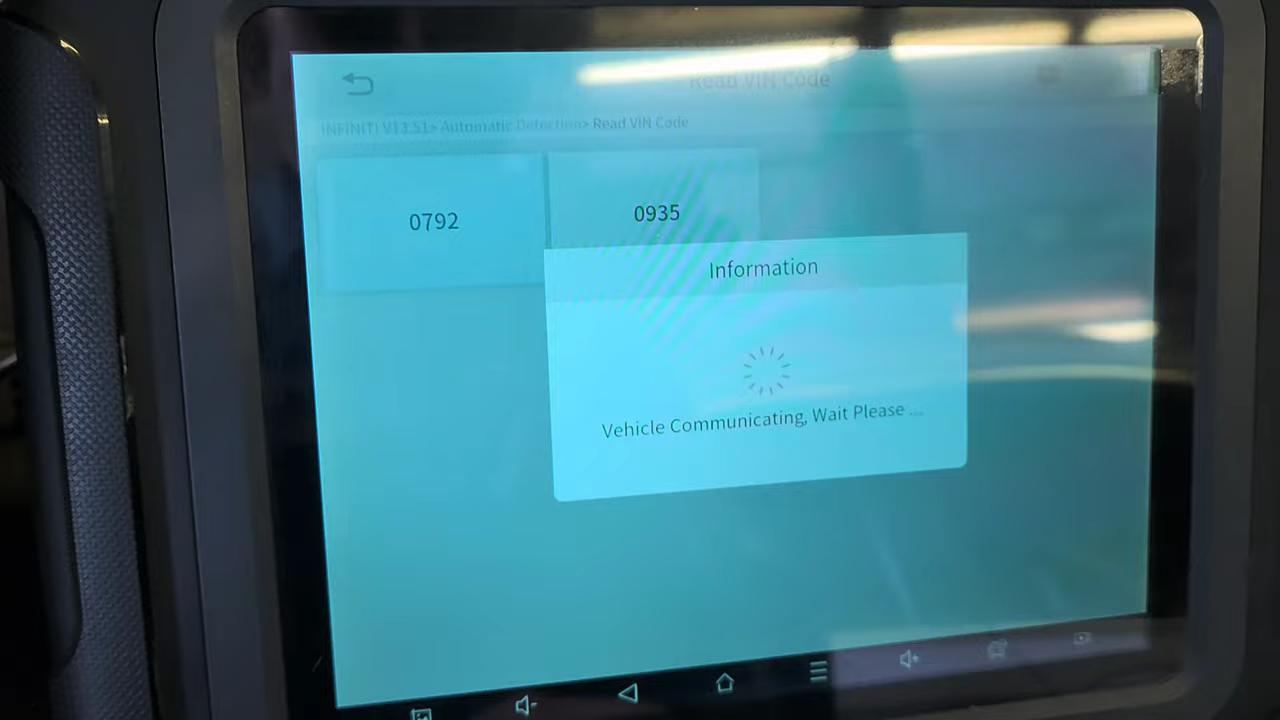 Read VIN Code
INFINITI V13.51> Automatic Detection> Read VIN Code
0792
0935
Information
Vehicle Communicating, Wait Please ...